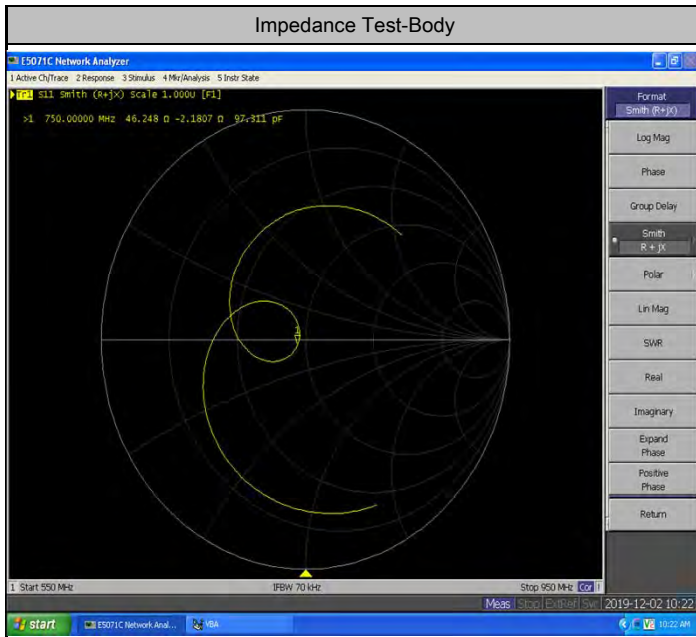 Impedance Test-Body
E5071C Network Analyzer
1 Active Ch/Trace 2 Response 3 Stimulus 4 Mkr/Analysis 5 Instr State
Tr1 S11 Smith (R+jX) Scale 1.000U [F1]
>1 750.00000 MHz 46.248 Ω -2.1807 Ω 97.311 pF
Format
Smith (R+jX)
Log Mag
Phase
Group Delay
Smith
R + jX
Polar
Lin Mag
SWR
Real
Imaginary
Expand
Phase
Positive
Phase
Return
1 Start 550 MHz IFBW 70 kHz Stop 950 MHz Cor !
Meas Stop ExtRef Svc 2019-12-02 10:22
start E5071C Network Anal... VBA 10:22 AM